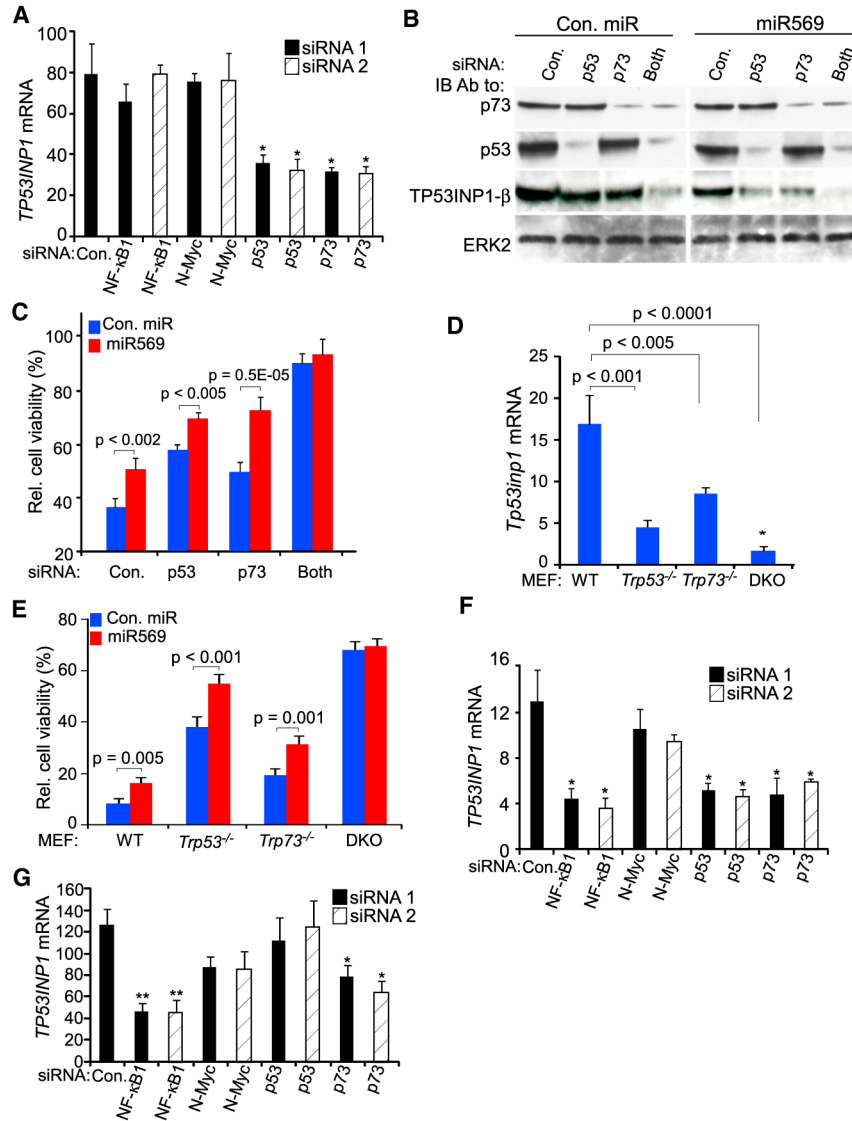 A
TP53INP1 mRNA
100
80
60
40
20
0
siRNA 1
siRNA 2
* * * *
siRNA: Con. NF-κB1 NF-κB1 N-Myc N-Myc p53 p53 p73 p73
B
Con. miR miR569
siRNA: Con. p53 p73 Both Con. p53 p73 Both
IB Ab to:
p73
p53
TP53INP1-β
ERK2
C
Rel. cell viability (%)
100
80
60
40
20
Con. miR
miR569
p < 0.002
p < 0.005
p = 0.5E-05
siRNA: Con. p53 p73 Both
D
Tp53inp1 mRNA
25
20
15
10
5
0
p < 0.0001
p < 0.005
p < 0.001
*
MEF: WT Trp53-/- Trp73-/- DKO
E
Rel. cell viability (%)
80
60
40
20
0
Con. miR
miR569
p = 0.005
p < 0.001
p = 0.001
MEF: WT Trp53-/- Trp73-/- DKO
F
TP53INP1 mRNA
16
12
8
4
0
siRNA 1
siRNA 2
* * * * * *
siRNA: Con. NF-κB1 NF-κB1 N-Myc N-Myc p53 p53 p73 p73
G
TP53INP1 mRNA
160
140
120
100
80
60
40
20
0
siRNA 1
siRNA 2
** ** * *
siRNA: Con. NF-κB1 NF-κB1 N-Myc N-Myc p53 p53 p73 p73